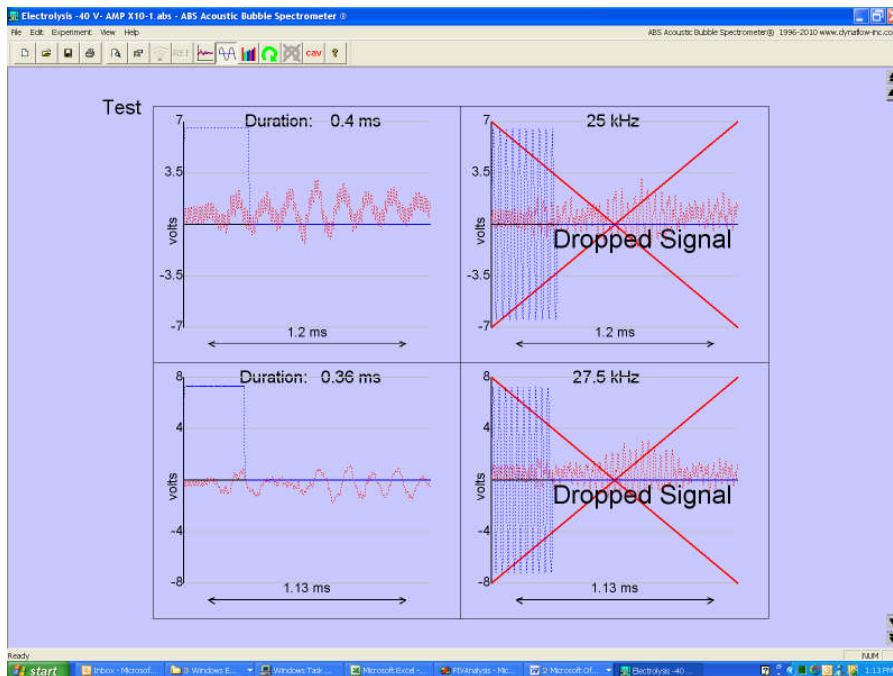 Electrolysis -40 V- AMP X10-1.abs - ABS Acoustic Bubble Spectrometer ®
File Edit Experiment View Help
ABS Acoustic Bubble Spectrometer® 1996-2010 www.dynaflow-inc.co
REF
cav
Test
7
Duration: 0.4 ms
3.5
volts
-3.5
-7
1.2 ms
7
25 kHz
3.5
volts
Dropped Signal
-3.5
-7
1.2 ms
8
Duration: 0.36 ms
4
volts
-4
-8
1.13 ms
8
27.5 kHz
4
volts
Dropped Signal
-4
-8
1.13 ms
Ready
NUM
start
Inbox - Microsof...
3 Windows E...
Windows Task ...
Microsoft Excel -...
PIVAnalysis - Mic...
2 Microsoft Of...
Electrolysis -40 ...
1:13 PM